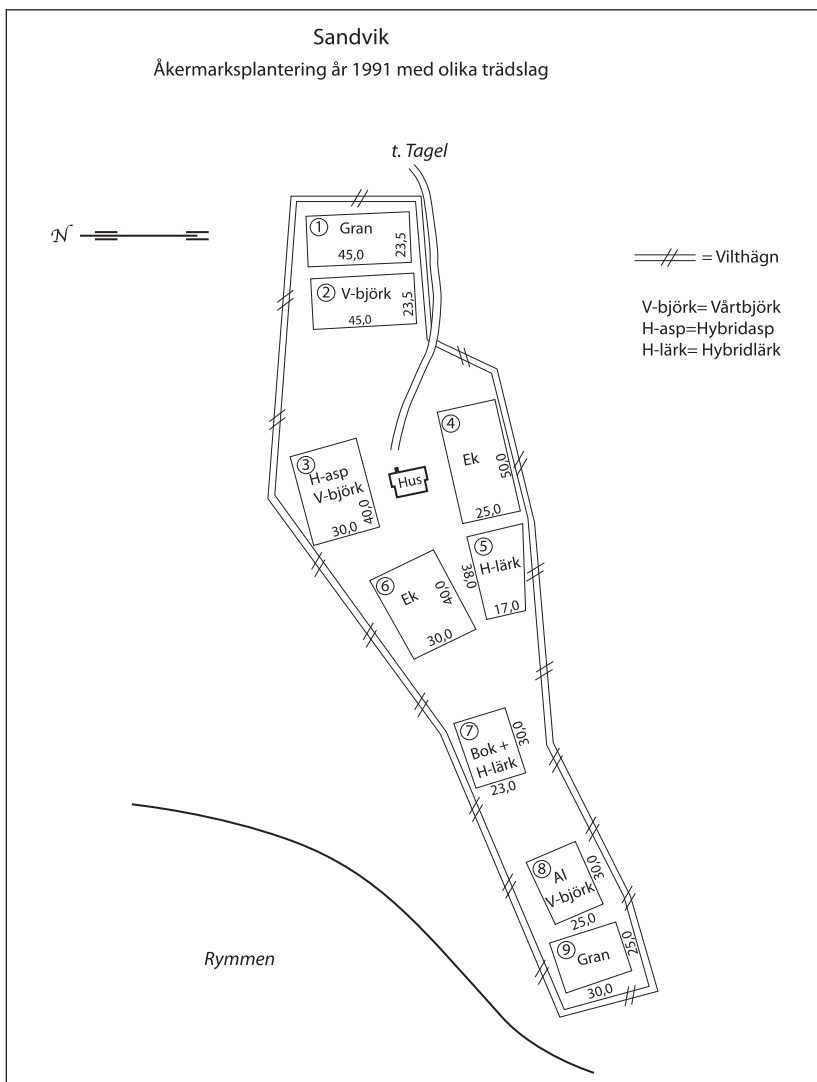 Sandvik
Åkermarksplantering år 1991 med olika trädslag
t. Tagel
N
= Vilthägn
V-björk= Vårtbjörk
H-asp=Hybridasp
H-lärk= Hybridlärk
1 Gran
45,0
23,5
2 V-björk
45,0
23,5
3
H-asp
V-björk
30,0
40,0
Hus
4
Ek
50,0
25,0
5
H-lärk
38,0
17,0
6
Ek
40,0
30,0
7
Bok +
H-lärk
30,0
23,0
8
Al
V-björk
30,0
25,0
9
Gran
25,0
30,0
Rymmen